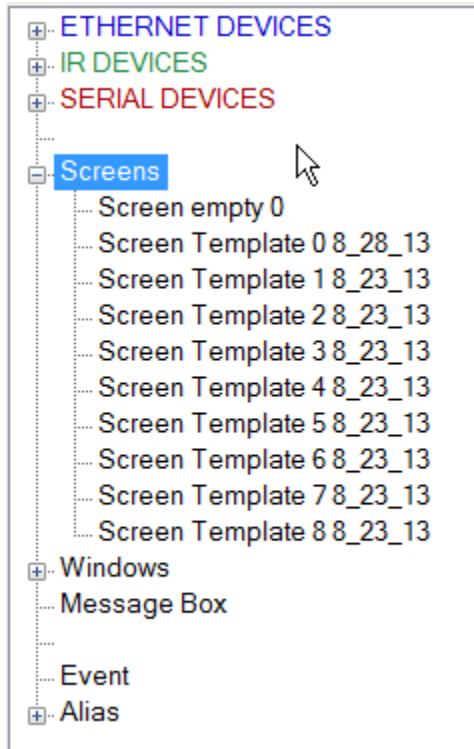 ETHERNET DEVICES
IR DEVICES
SERIAL DEVICES
Screens
Screen empty 0
Screen Template 0 8_28_13
Screen Template 1 8_23_13
Screen Template 2 8_23_13
Screen Template 3 8_23_13
Screen Template 4 8_23_13
Screen Template 5 8_23_13
Screen Template 6 8_23_13
Screen Template 7 8_23_13
Screen Template 8 8_23_13
Windows
Message Box
Event
Alias